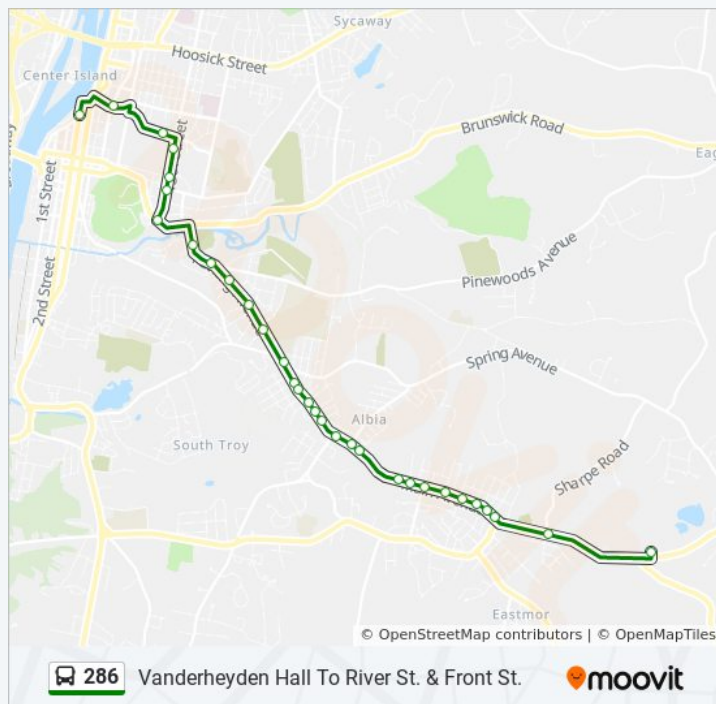 Sycaway
Hoosick Street
Center Island
Brunswick Road
1st Street
Pinewoods Avenue
2nd Street
Spring Avenue
Albia
South Troy
Sharpe Road
Eastmor
© OpenStreetMap contributors | © OpenMapTiles
286 Vanderheyden Hall To River St. & Front St. moovit